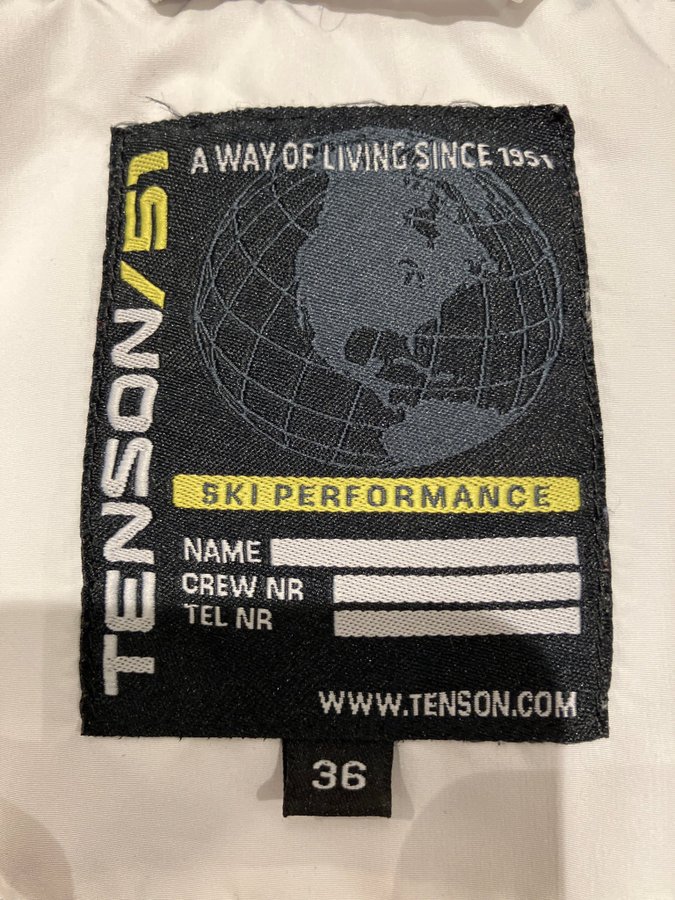 A WAY OF LIVING SINCE 1951
TENSON/51
SKI PERFORMANCE
NAME
CREW NR
TEL NR
WWW.TENSON.COM
36